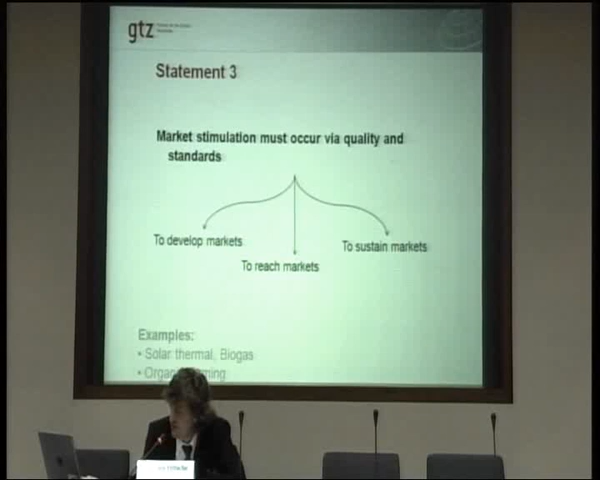 gtz
Statement 3
Market stimulation must occur via quality and
standards
To develop markets
To sustain markets
To reach markets
Examples:
• Solar thermal, Biogas